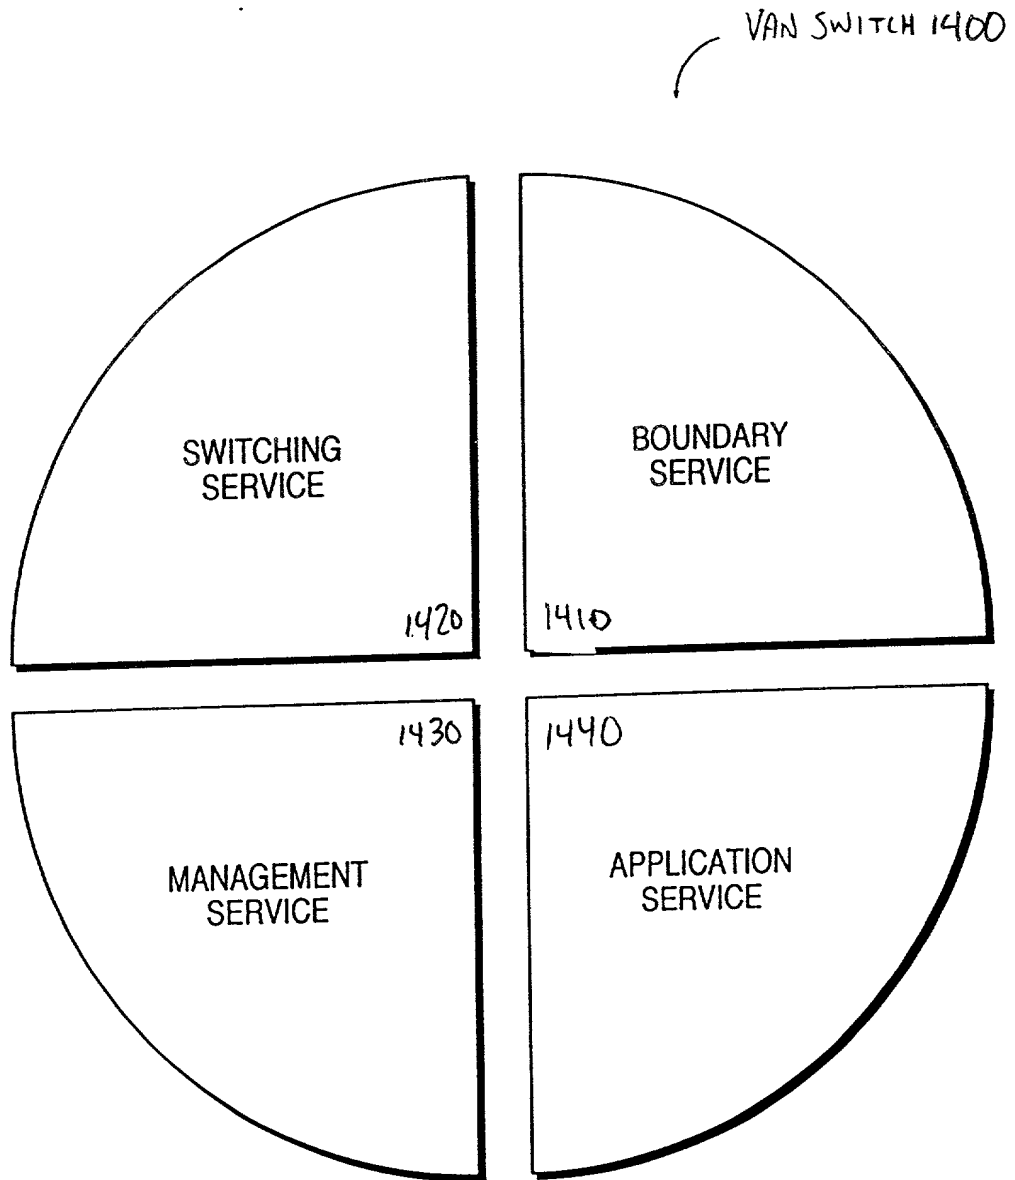 VAN SWITCH 1400
SWITCHING
SERVICE
1420
BOUNDARY
SERVICE
1410
1430
MANAGEMENT
SERVICE
1440
APPLICATION
SERVICE